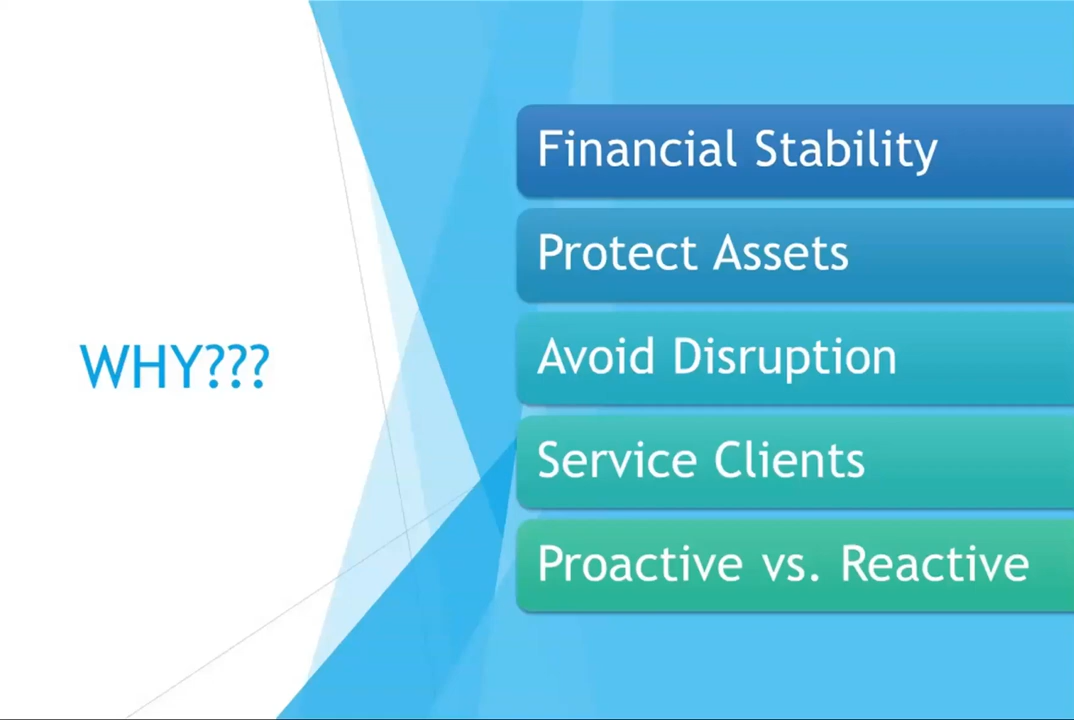 WHY???
Financial Stability
Protect Assets
Avoid Disruption
Service Clients
Proactive vs. Reactive